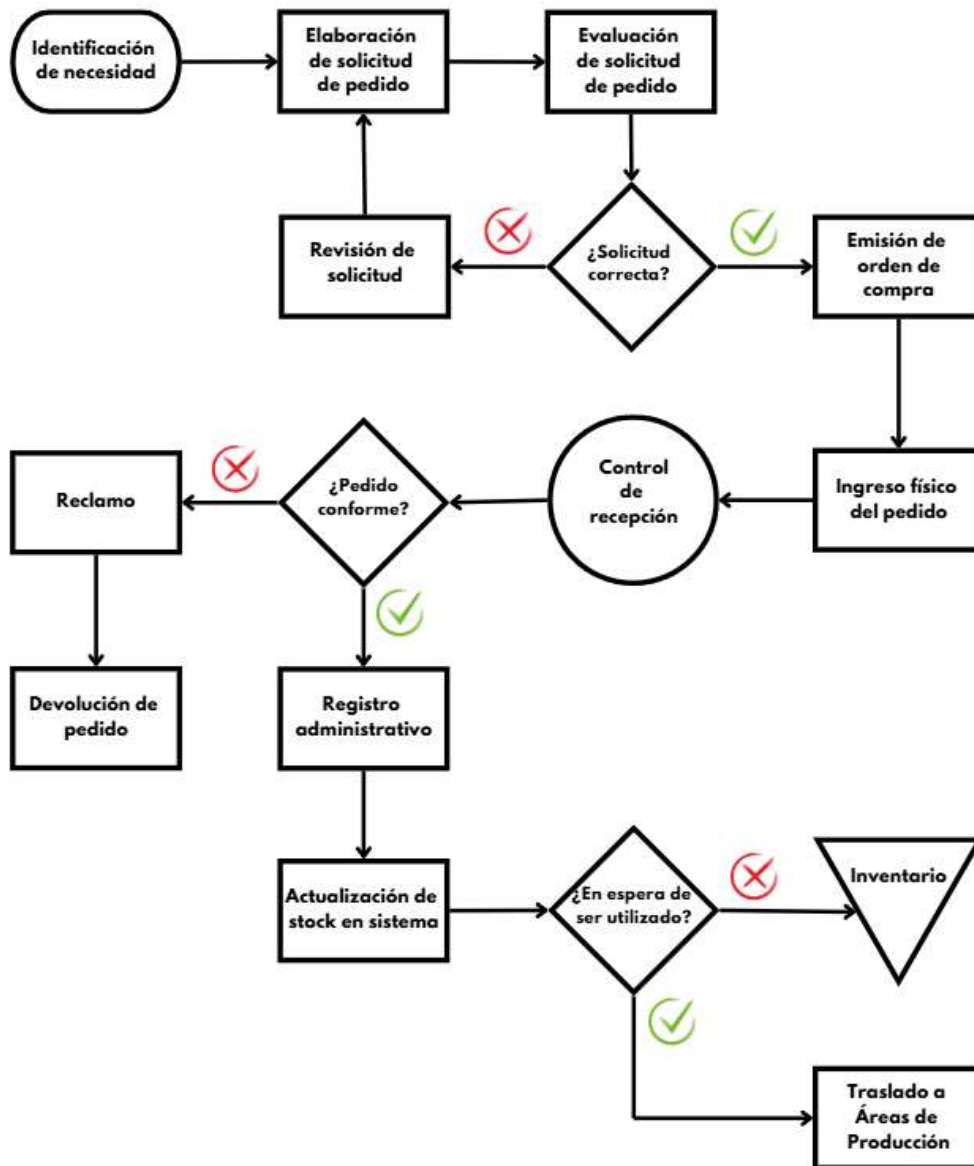 Identificación
de necesidad
Elaboración
de solicitud
de pedido
Evaluación
de solicitud
de pedido
Revisión de
solicitud
¿Solicitud
correcta?
Emisión de
orden de
compra
Reclamo
¿Pedido
conforme?
Control
de
recepción
Ingreso físico
del pedido
Devolución de
pedido
Registro
administrativo
Actualización de
stock en sistema
¿En espera de
ser utilizado?
Inventario
Traslado a
Áreas de
Producción